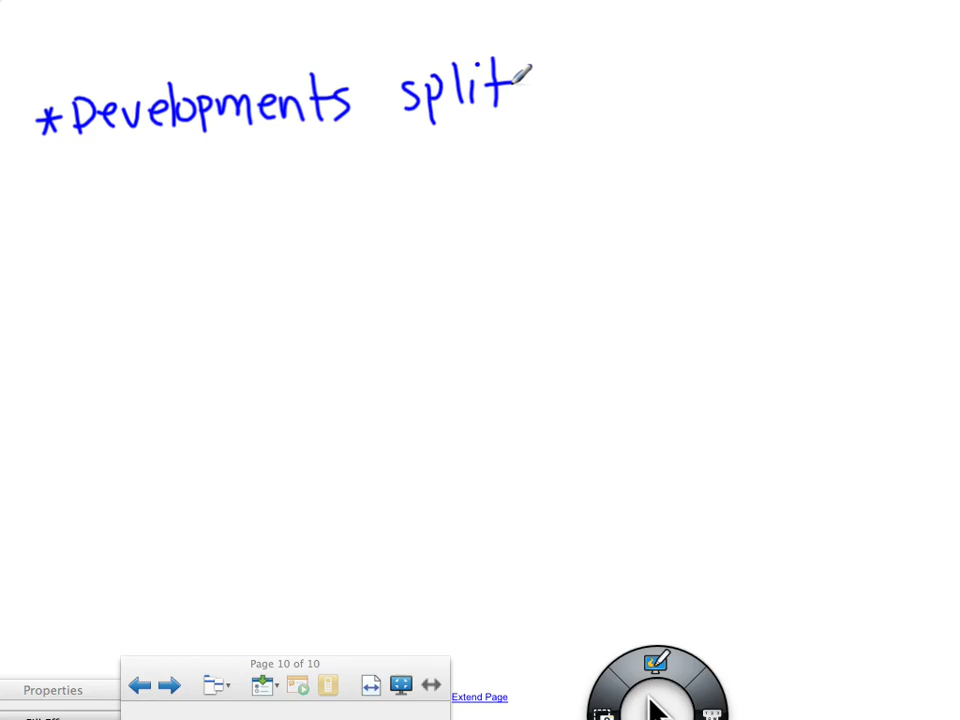 *Developments split
Page 10 of 10
Properties
Extend Page